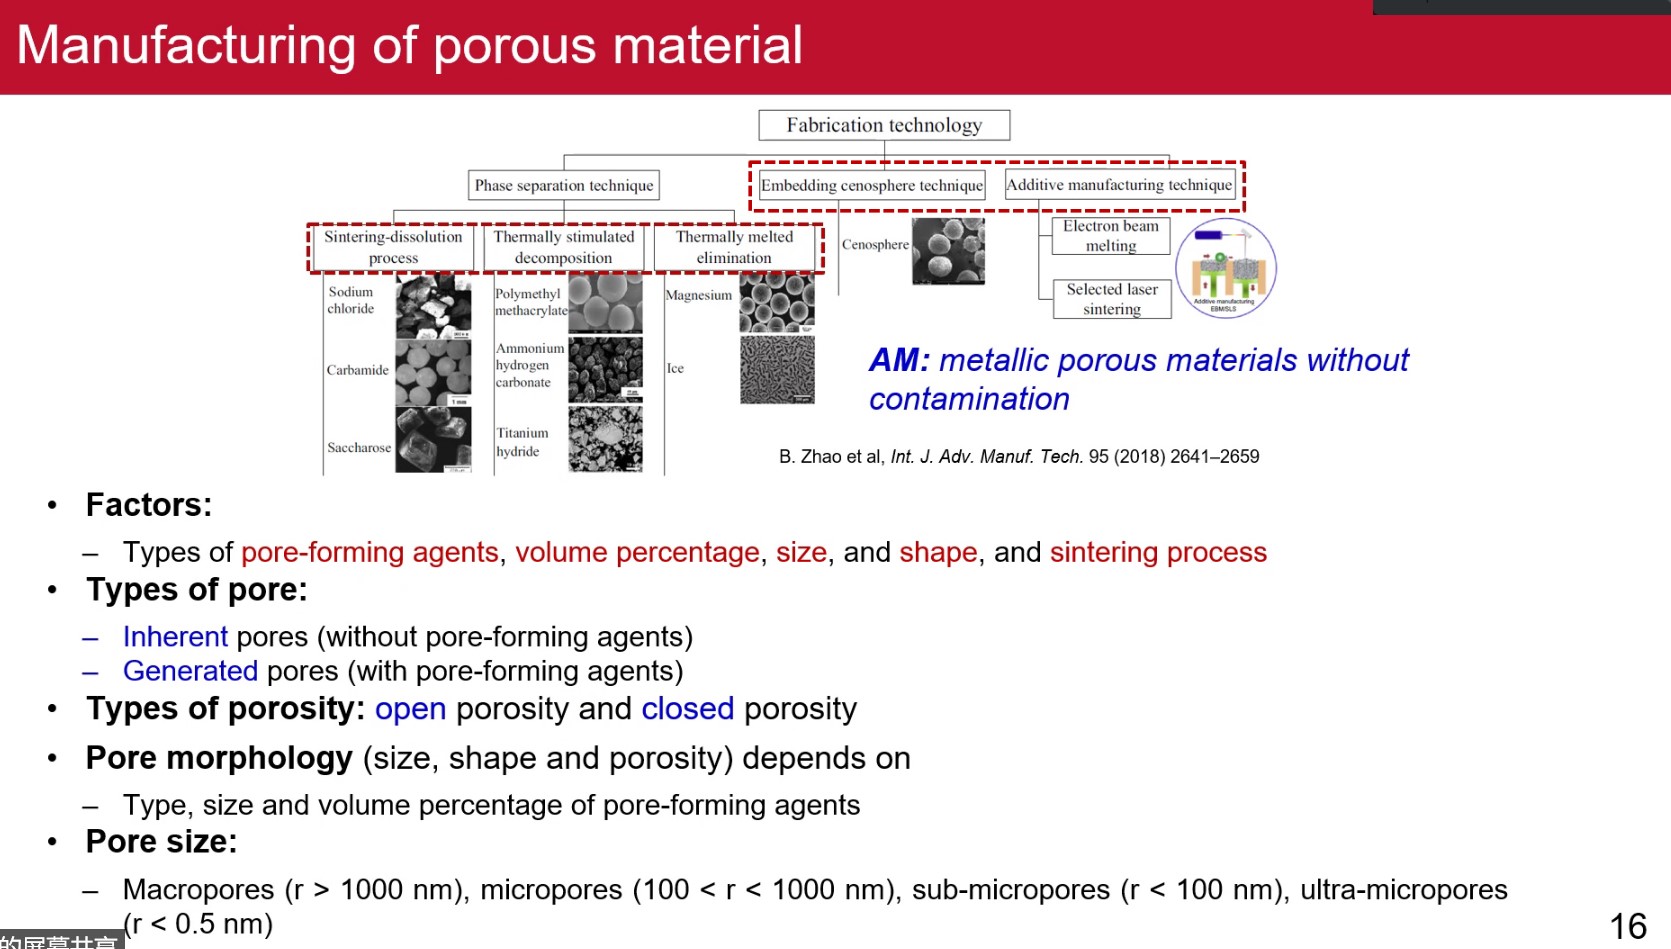 Manufacturing of porous material
Fabrication technology
Phase separation technique
Embedding cenosphere technique
Additive manufacturing technique
Sintering-dissolution
process
Thermally stimulated
decomposition
Thermally melted
elimination
Sodium
chloride
Carbamide
1 mm
Saccharose
Polymethyl
methacrylate
Ammonium
hydrogen
carbonate
Titanium
hydride
Magnesium
Ice
Cenosphere
Electron beam
melting
Selected laser
sintering
Additive manufacturing
EBM/SLS
AM: metallic porous materials without
contamination
B. Zhao et al, Int. J. Adv. Manuf. Tech. 95 (2018) 2641–2659
• Factors:
– Types of pore-forming agents, volume percentage, size, and shape, and sintering process
• Types of pore:
– Inherent pores (without pore-forming agents)
– Generated pores (with pore-forming agents)
• Types of porosity: open porosity and closed porosity
• Pore morphology (size, shape and porosity) depends on
– Type, size and volume percentage of pore-forming agents
• Pore size:
– Macropores (r > 1000 nm), micropores (100 < r < 1000 nm), sub-micropores (r < 100 nm), ultra-micropores
(r < 0.5 nm)
的屏幕共享
16